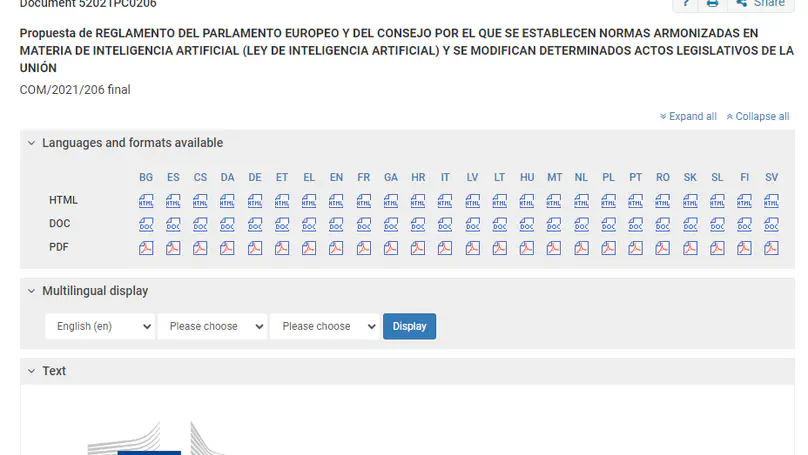 Document 52021PC0206
?
Share
Propuesta de REGLAMENTO DEL PARLAMENTO EUROPEO Y DEL CONSEJO POR EL QUE SE ESTABLECEN NORMAS ARMONIZADAS EN
MATERIA DE INTELIGENCIA ARTIFICIAL (LEY DE INTELIGENCIA ARTIFICIAL) Y SE MODIFICAN DETERMINADOS ACTOS LEGISLATIVOS DE LA
UNIÓN
COM/2021/206 final
Expand all Collapse all
Languages and formats available
BG ES CS DA DE ET EL EN FR GA HR IT LV LT HU MT NL PL PT RO SK SL FI SV
HTML HTML HTML HTML HTML HTML HTML HTML HTML HTML HTML HTML HTML HTML HTML HTML HTML HTML HTML HTML HTML HTML HTML HTML HTML
DOC DOC DOC DOC DOC DOC DOC DOC DOC DOC DOC DOC DOC DOC DOC DOC DOC DOC DOC DOC DOC DOC DOC DOC DOC
PDF
Multilingual display
English (en) Please choose Please choose Display
Text